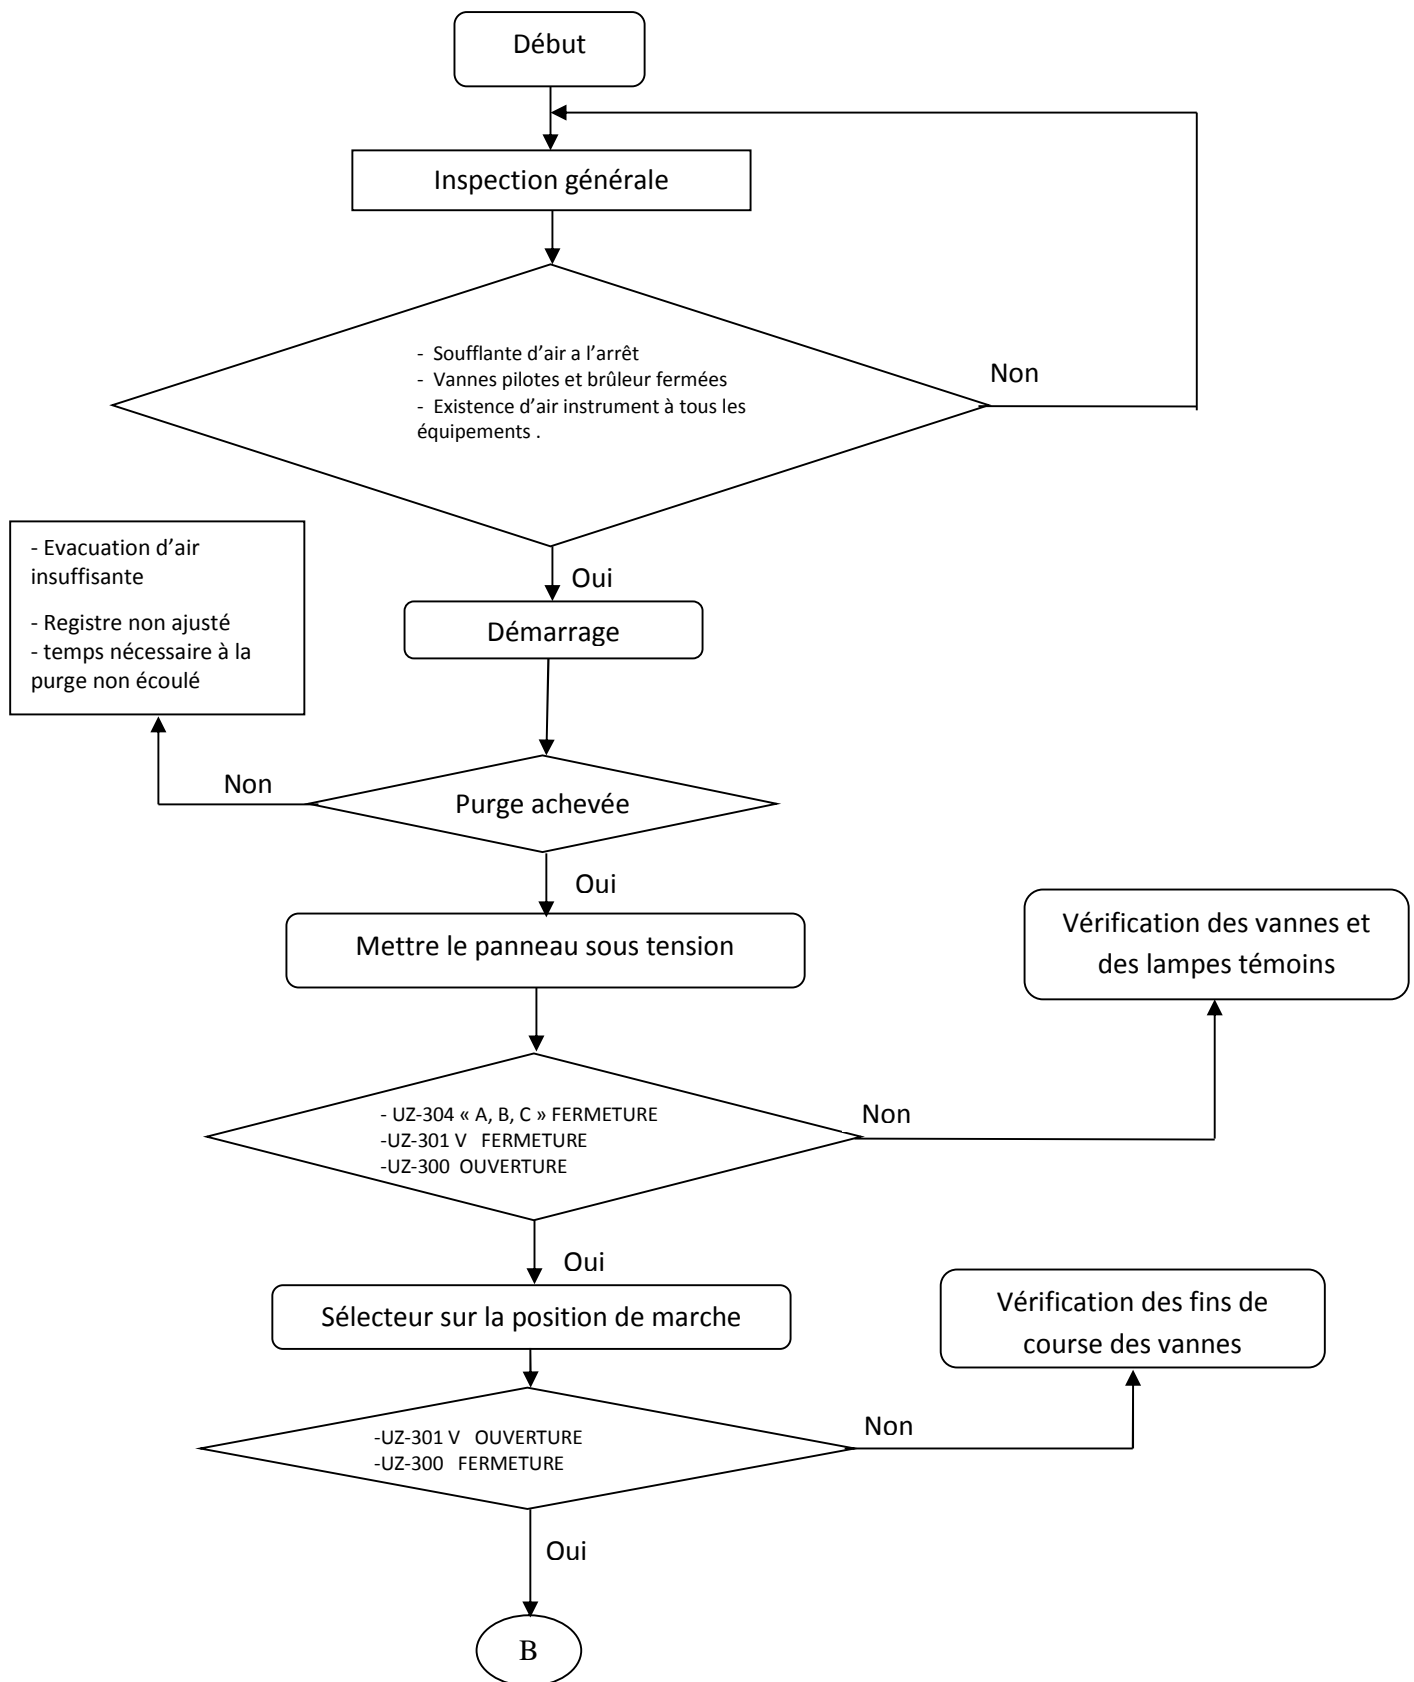 Début
Inspection générale
- Soufflante d’air a l’arrêt
- Vannes pilotes et brûleur fermées
- Existence d’air instrument à tous les
équipements .
Non
Oui
- Evacuation d’air
insuffisante
- Registre non ajusté
- temps nécessaire à la
purge non écoulé
Démarrage
Non
Purge achevée
Oui
Mettre le panneau sous tension
Vérification des vannes et
des lampes témoins
- UZ-304 « A, B, C » FERMETURE
-UZ-301 V FERMETURE
-UZ-300 OUVERTURE
Non
Oui
Sélecteur sur la position de marche
Vérification des fins de
course des vannes
-UZ-301 V OUVERTURE
-UZ-300 FERMETURE
Non
Oui
B